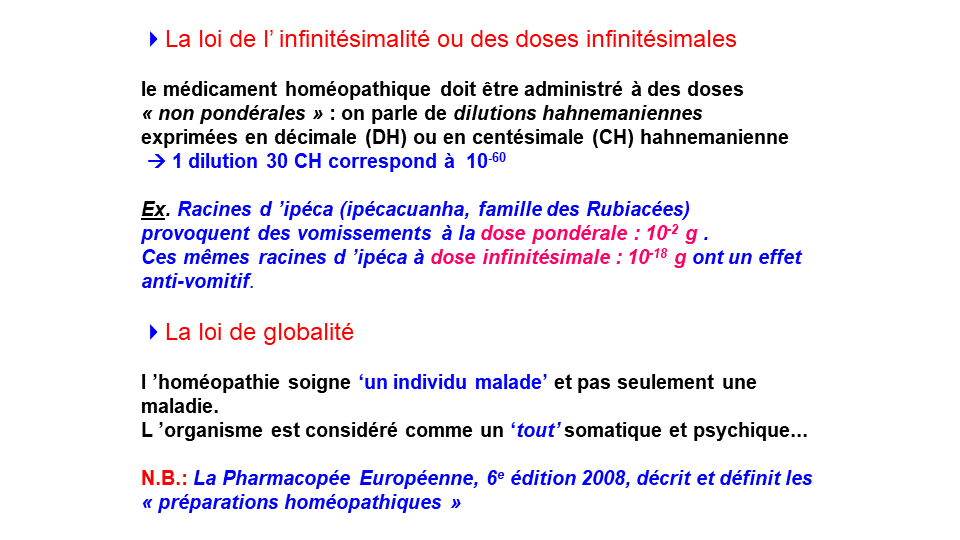 La loi de l’ infinitésimalité ou des doses infinitésimales
le médicament homéopathique doit être administré à des doses
« non pondérales » : on parle de dilutions hahnemaniennes
exprimées en décimale (DH) ou en centésimale (CH) hahnemanienne
→ 1 dilution 30 CH correspond à 10⁻⁶⁰
Ex. Racines d ’ipéca (ipécacuanha, famille des Rubiacées)
provoquent des vomissements à la dose pondérale : 10⁻² g .
Ces mêmes racines d ’ipéca à dose infinitésimale : 10⁻¹⁸ g ont un effet
anti-vomitif.
La loi de globalité
l ’homéopathie soigne ‘un individu malade’ et pas seulement une
maladie.
L ’organisme est considéré comme un ‘tout’ somatique et psychique...
N.B.: La Pharmacopée Européenne, 6ᵉ édition 2008, décrit et définit les
« préparations homéopathiques »